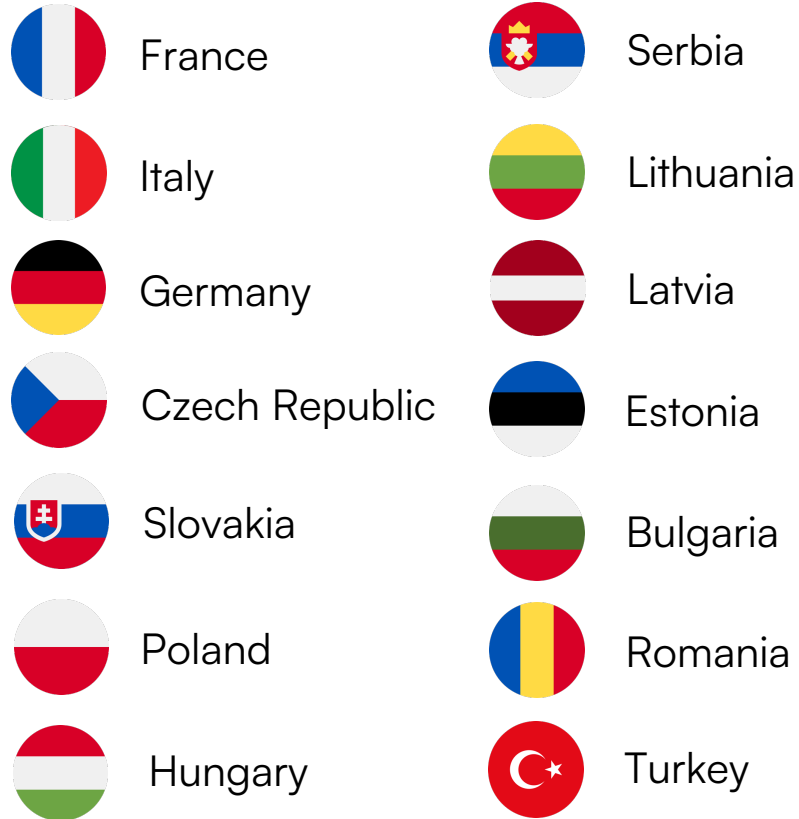 France
Italy
Germany
Czech Republic
Slovakia
Poland
Hungary
Serbia
Lithuania
Latvia
Estonia
Bulgaria
Romania
Turkey